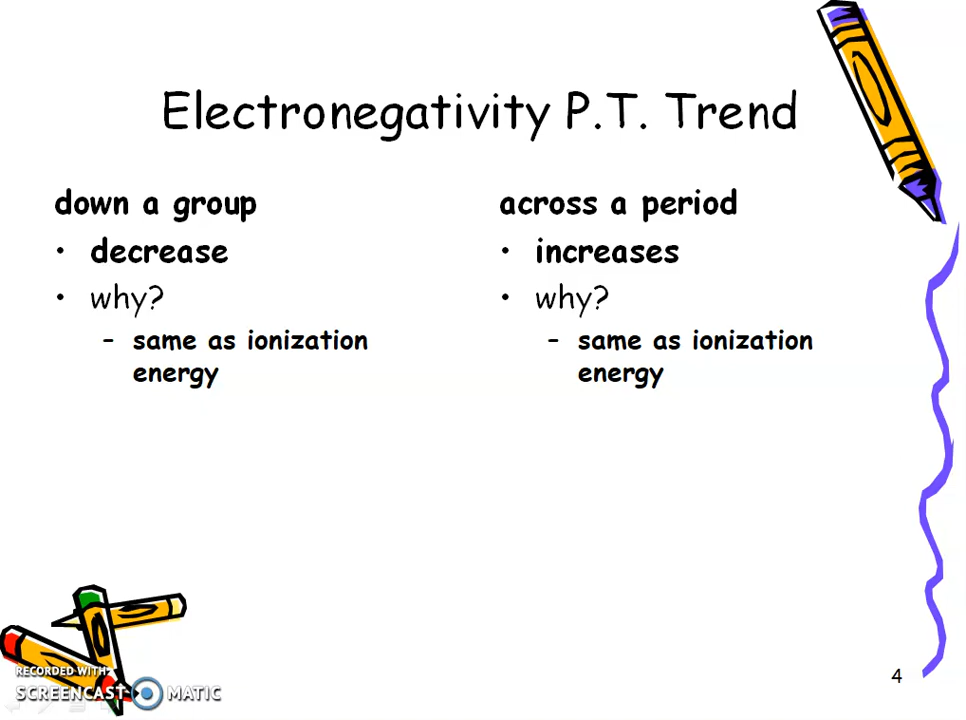 Electronegativity P.T. Trend
down a group
• decrease
• why?
– same as ionization
energy
across a period
• increases
• why?
– same as ionization
energy
RECORDED WITH
SCREENCAST MATIC
4